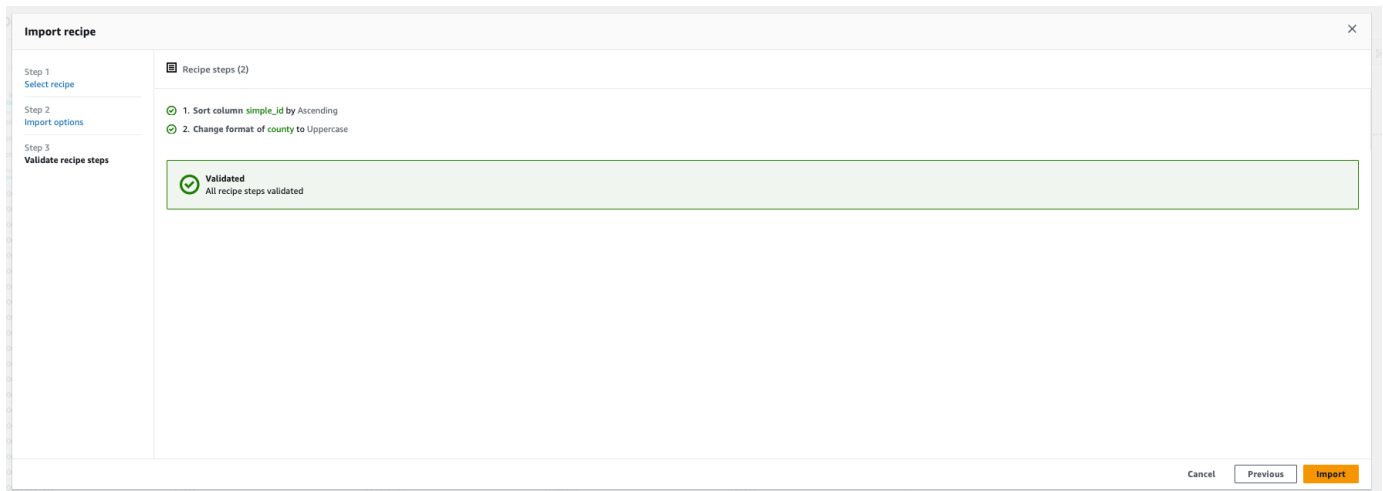 Import recipe
Step 1
Select recipe
Step 2
Import options
Step 3
Validate recipe steps
Recipe steps (2)
1. Sort column simple_id by Ascending
2. Change format of county to Uppercase
Validated
All recipe steps validated
Cancel
Previous
Import